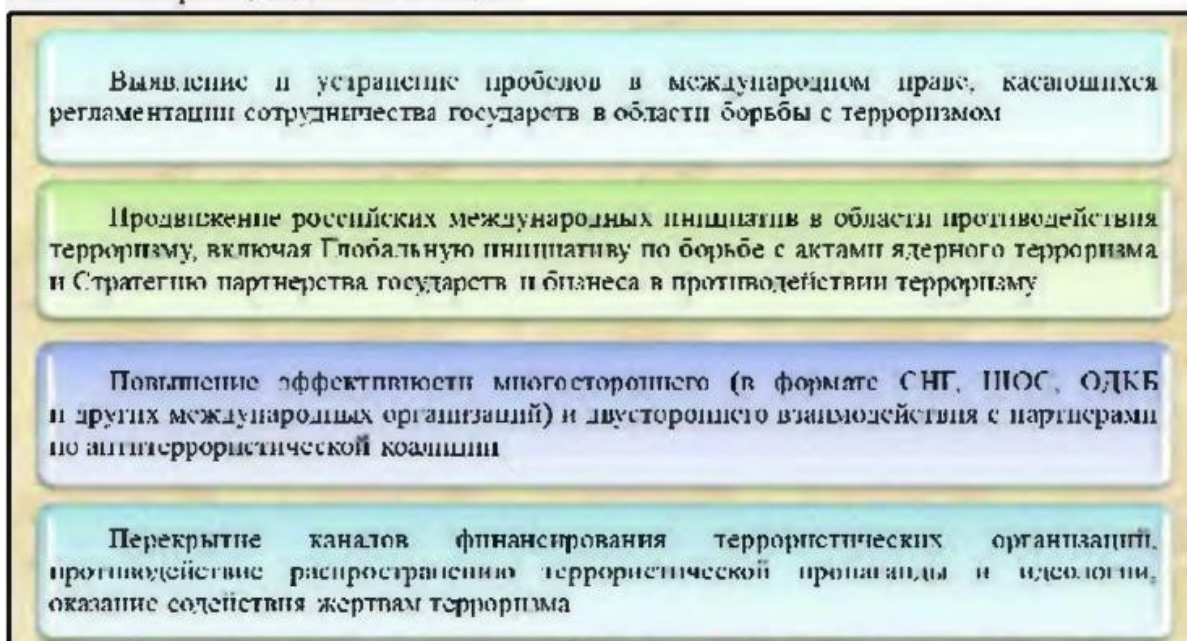 Выявление и устранение пробелов в международном праве, касающихся
регламентации сотрудничества государств в области борьбы с терроризмом
Продвижение российских международных инициатив в области противодействия
терроризму, включая Глобальную инициативу по борьбе с актами ядерного терроризма
и Стратегию партнерства государств и бизнеса в противодействии терроризму
Повышение эффективности многостороннего (в формате СНГ, ШОС, ОДКБ
и других международных организаций) и двустороннего взаимодействия с партнерами
по антитеррористической коалиции
Перекрытие каналов финансирования террористических организаций,
противодействие распространению террористической пропаганды и идеологии,
оказание содействия жертвам терроризма